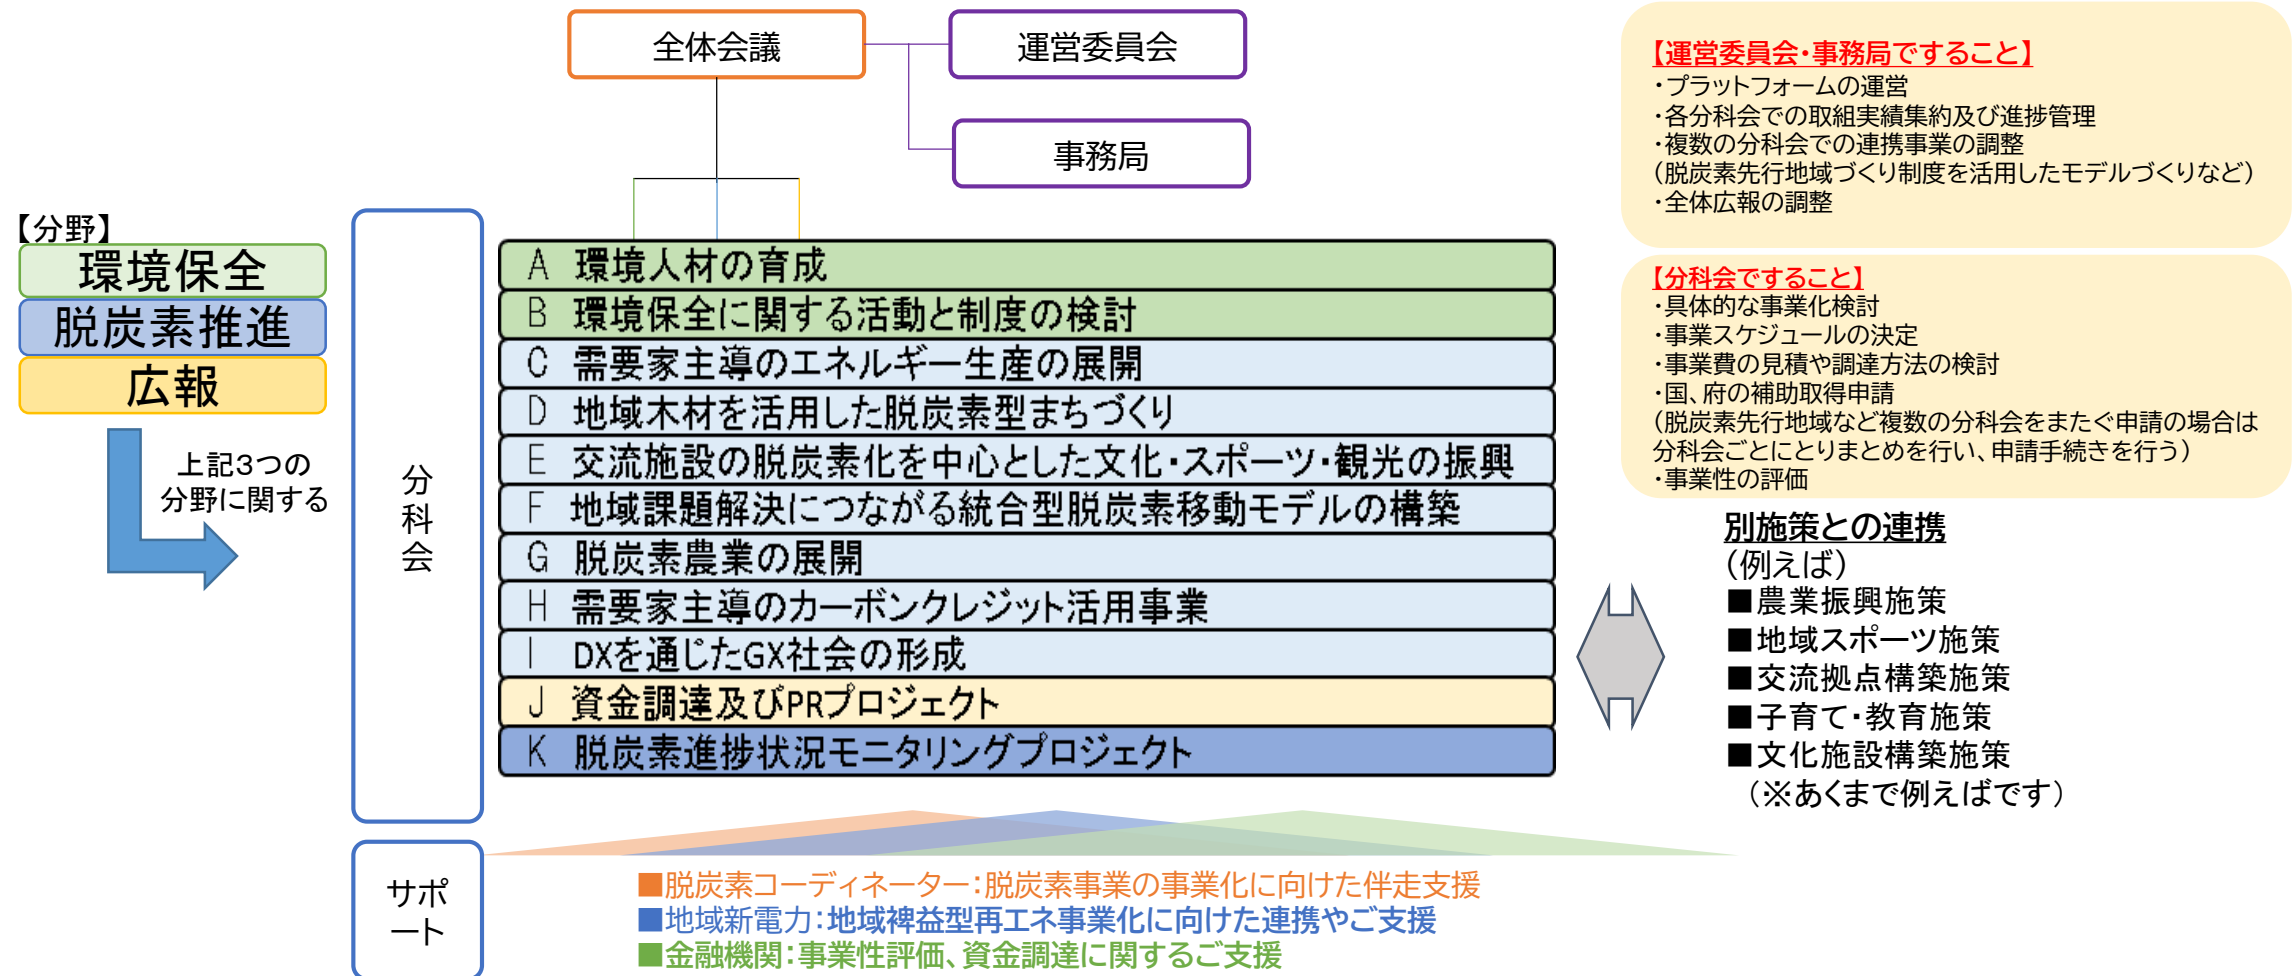 全体会議
運営委員会
事務局
【運営委員会・事務局ですること】
・プラットフォームの運営
・各分科会での取組実績集約及び進捗管理
・複数の分科会での連携事業の調整
（脱炭素先行地域づくり制度を活用したモデルづくりなど）
・全体広報の調整
【分科会ですること】
・具体的な事業化検討
・事業スケジュールの決定
・事業費の見積や調達方法の検討
・国、府の補助取得申請
（脱炭素先行地域など複数の分科会をまたぐ申請の場合は
分科会ごとにとりまとめを行い、申請手続きを行う）
・事業性の評価
【分野】
環境保全
脱炭素推進
広報
上記3つの
分野に関する
分
科
会
A 環境人材の育成
B 環境保全に関する活動と制度の検討
C 需要家主導のエネルギー生産の展開
D 地域木材を活用した脱炭素型まちづくり
E 交流施設の脱炭素化を中心とした文化・スポーツ・観光の振興
F 地域課題解決につながる統合型脱炭素移動モデルの構築
G 脱炭素農業の展開
H 需要家主導のカーボンクレジット活用事業
I DXを通じたGX社会の形成
J 資金調達及びPRプロジェクト
K 脱炭素進捗状況モニタリングプロジェクト
別施策との連携
（例えば）
■農業振興施策
■地域スポーツ施策
■交流拠点構築施策
■子育て・教育施策
■文化施設構築施策
（※あくまで例えばです）
サポ
ート
■脱炭素コーディネーター：脱炭素事業の事業化に向けた伴走支援
■地域新電力：地域裨益型再エネ事業化に向けた連携やご支援
■金融機関：事業性評価、資金調達に関するご支援